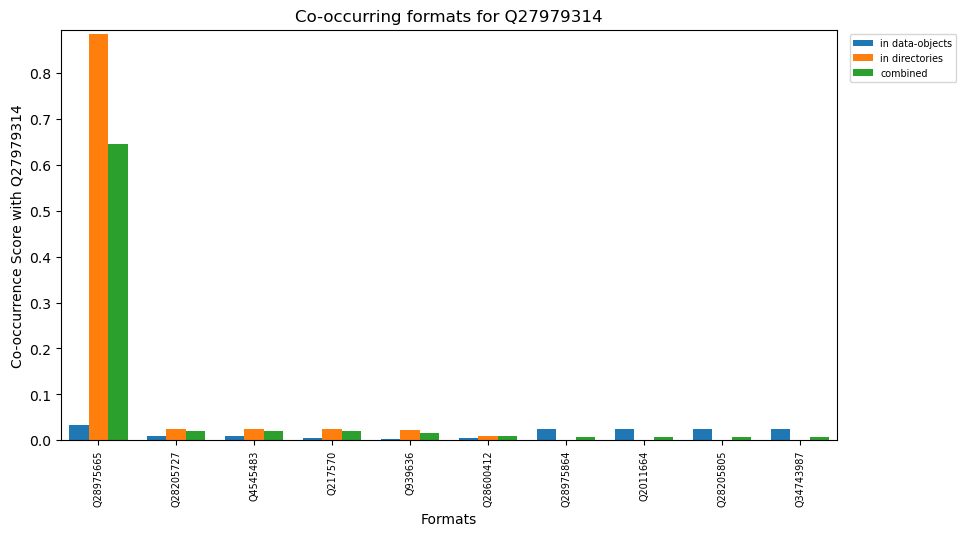 Co-occurring formats for Q27979314
in data-objects
in directories
combined
Co-occurrence Score with Q27979314
0.8
0.7
0.6
0.5
0.4
0.3
0.2
0.1
0.0
Q28975665
Q28205727
Q4545483
Q217570
Q939636
Q28600412
Q28975864
Q2011664
Q28205805
Q34743987
Formats